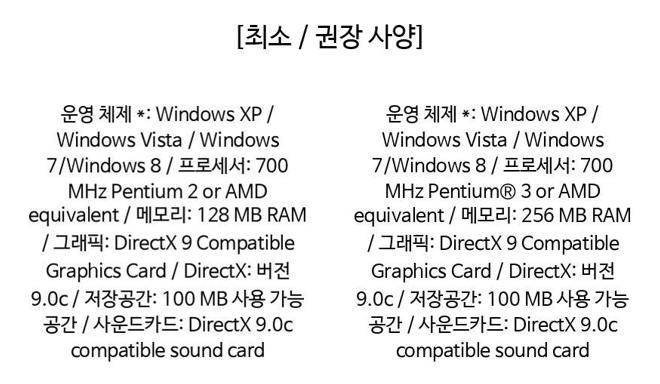 [최소 / 권장 사양]
운영 체제 *: Windows XP /
Windows Vista / Windows
7/Windows 8 / 프로세서: 700
MHz Pentium 2 or AMD
equivalent / 메모리: 128 MB RAM
/ 그래픽: DirectX 9 Compatible
Graphics Card / DirectX: 버전
9.0c / 저장공간: 100 MB 사용 가능
공간 / 사운드카드: DirectX 9.0c
compatible sound card
운영 체제 *: Windows XP /
Windows Vista / Windows
7/Windows 8 / 프로세서: 700
MHz Pentium® 3 or AMD
equivalent / 메모리: 256 MB RAM
/ 그래픽: DirectX 9 Compatible
Graphics Card / DirectX: 버전
9.0c / 저장공간: 100 MB 사용 가능
공간 / 사운드카드: DirectX 9.0c
compatible sound card